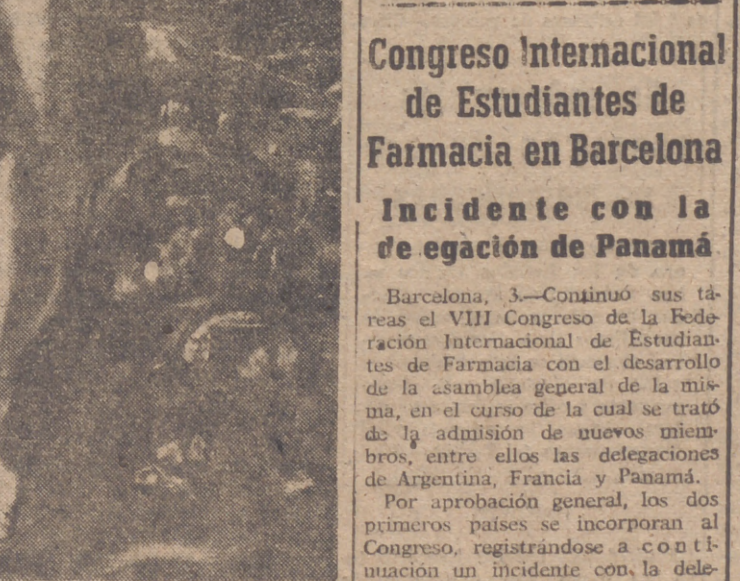 Congreso Internacional
de Estudiantes de
Farmacia en Barcelona
Incidente con la
de egación de Panamá
Barcelona, 3.—Continuó sus ta-
reas el VIII Congreso de la Fede-
ración Internacional de Estudian-
tes de Farmacia con el desarrollo
de la asamblea general de la mis-
ma, en el curso de la cual se trató
de la admisión de nuevos miem-
bros, entre ellos las delegaciones
de Argentina, Francia y Panamá.
Por aprobación general, los dos
primeros países se incorporan al
Congreso, registrándose a conti-
nuación un incidente con la dele-